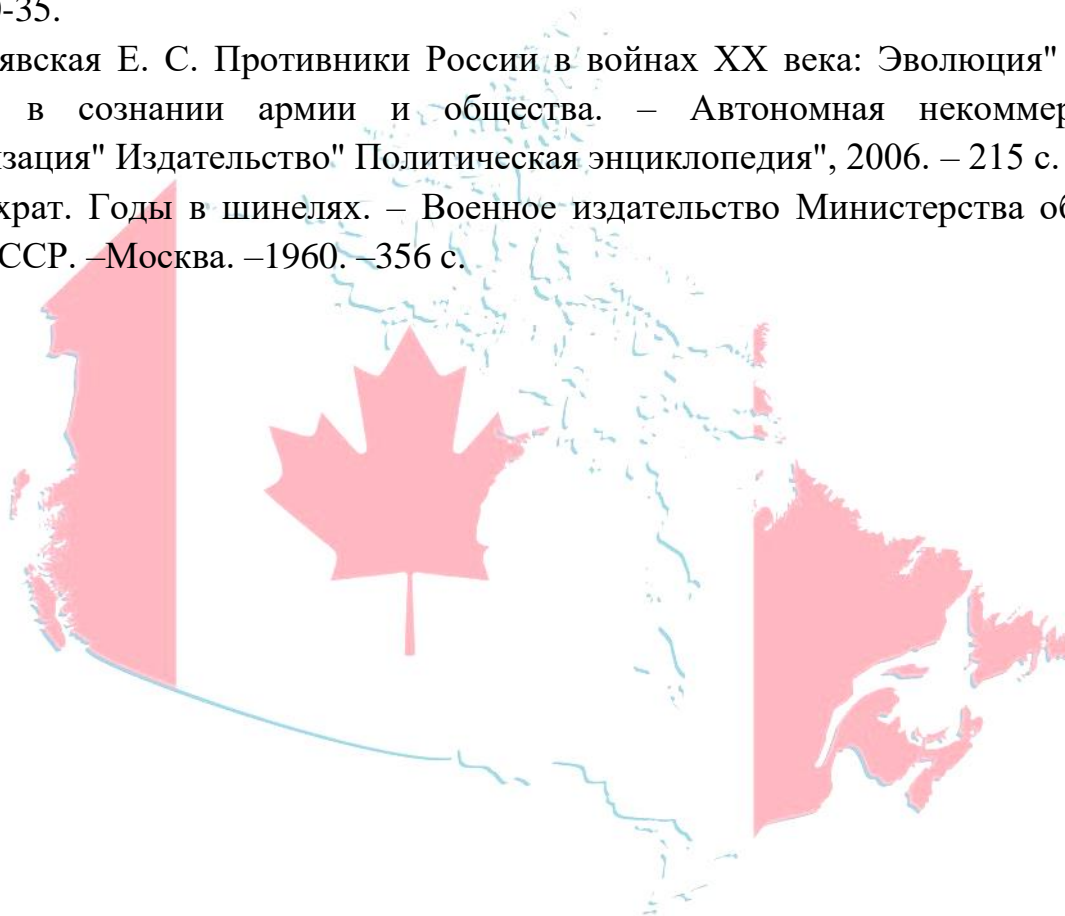 0-35.
явская Е. С. Противники России в войнах XX века: Эволюция"
в сознании армии и общества. – Автономная некоммер
изация" Издательство" Политическая энциклопедия", 2006. – 215 с.
храт. Годы в шинелях. – Военное издательство Министерства об
ССР. –Москва. –1960. –356 с.